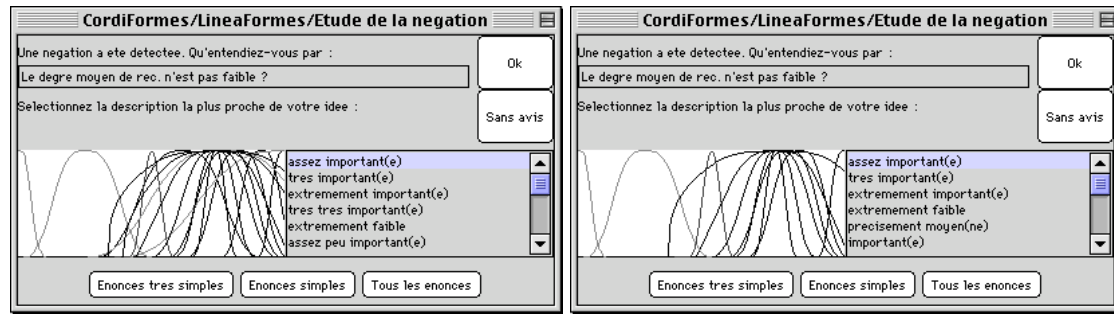 CordiFormes/LineaFormes/Etude de la negation
Une negation a ete detectee. Qu'entendiez-vous par :
Le degre moyen de rec. n'est pas faible ?
Ok
Selectionnez la description la plus proche de votre idee :
Sans avis
assez important(e)
tres important(e)
extremement important(e)
tres tres important(e)
extremement faible
assez peu important(e)
Enonces tres simples
Enonces simples
Tous les enonces
CordiFormes/LineaFormes/Etude de la negation
Une negation a ete detectee. Qu'entendiez-vous par :
Le degre moyen de rec. n'est pas faible ?
Ok
Selectionnez la description la plus proche de votre idee :
Sans avis
assez important(e)
tres important(e)
extremement important(e)
extremement faible
precisement moyen(ne)
important(e)
Enonces tres simples
Enonces simples
Tous les enonces